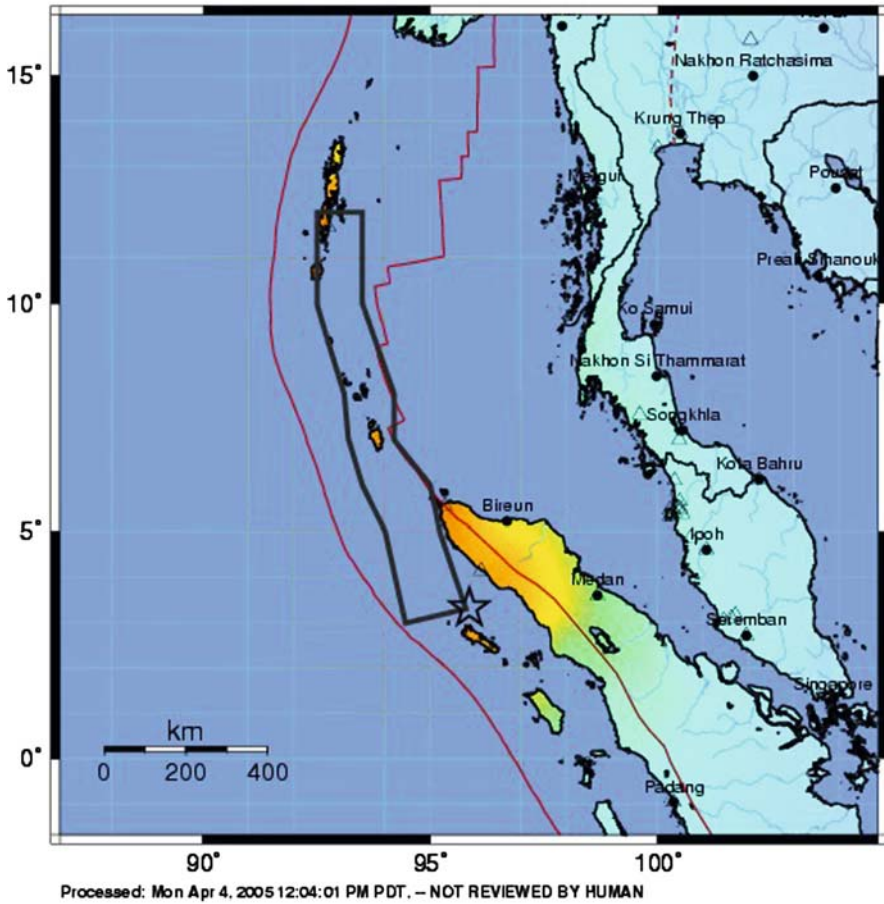 15°
Nakhon Ratchasima
Krung Thep
Mergui
Pousat
Preah Sihanouk
10°
Ko Samui
Nakhon Si Thammarat
Songkhla
Kota Bahru
5°
Bireun
Ipoh
Medan
Seremban
Singapore
km
0 200 400
0°
Padang
90° 95° 100°
Processed: Mon Apr 4, 2005 12:04:01 PM PDT, -- NOT REVIEWED BY HUMAN